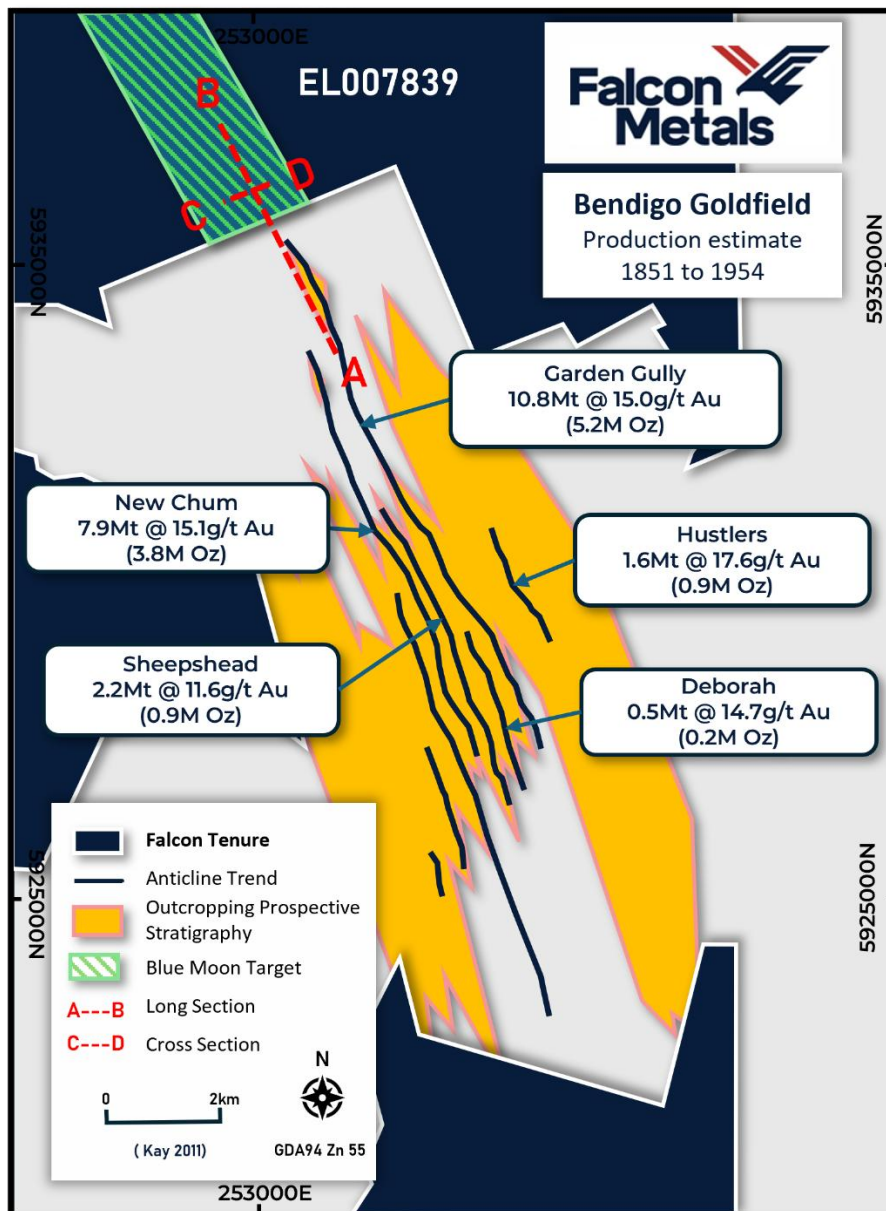 253000E
EL007839
Falcon
Metals
Bendigo Goldfield
Production estimate
1851 to 1954
B
D
C
A
5935000N
5935000N
Garden Gully
10.8Mt @ 15.0g/t Au
(5.2M Oz)
New Chum
7.9Mt @ 15.1g/t Au
(3.8M Oz)
Hustlers
1.6Mt @ 17.6g/t Au
(0.9M Oz)
Sheepshead
2.2Mt @ 11.6g/t Au
(0.9M Oz)
Deborah
0.5Mt @ 14.7g/t Au
(0.2M Oz)
5925000N
5925000N
Falcon Tenure
Anticline Trend
Outcropping Prospective
Stratigraphy
Blue Moon Target
A---B Long Section
C---D Cross Section
N
0 2km
( Kay 2011)
GDA94 Zn 55
253000E